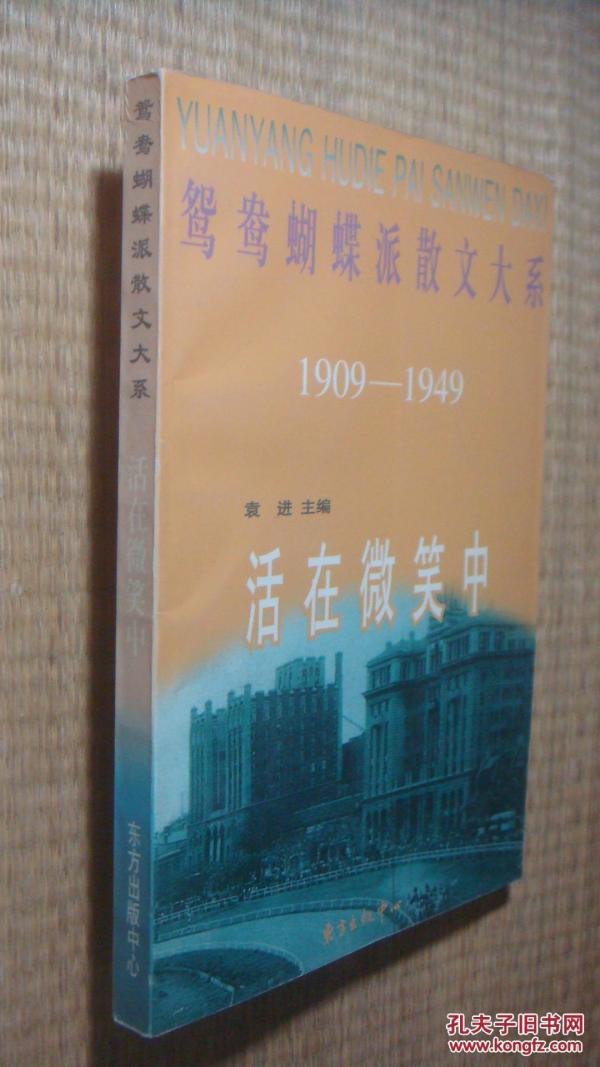 鸳鸯蝴蝶派散文大系
活在微笑中
东方出版中心
YUANYANG HUDIE PAI SANWEN DAXI
鸳鸯蝴蝶派散文大系
1909—1949
袁进 主编
活在微笑中
东方出版中心
孔夫子旧书网
www.kongfz.com